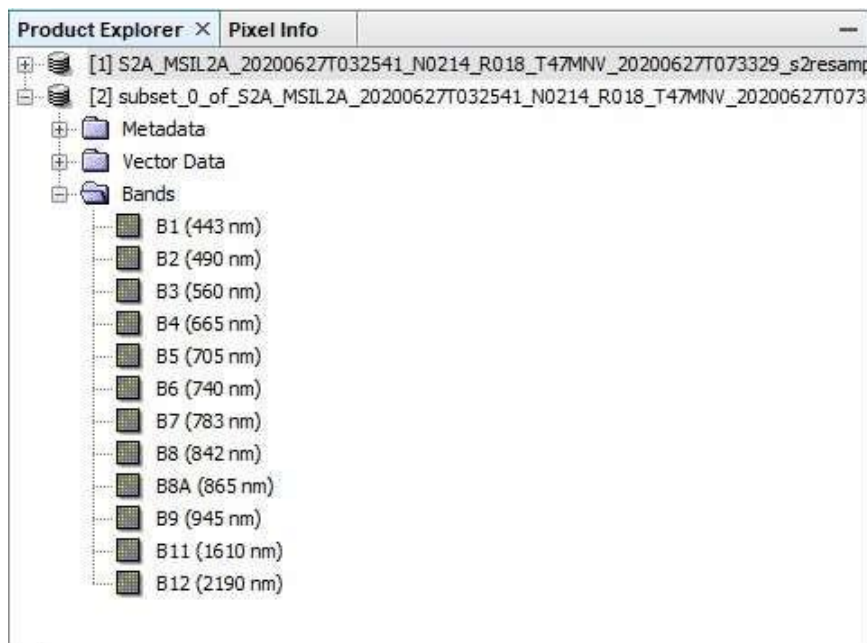 Product Explorer × Pixel Info
[1] S2A_MSIL2A_20200627T032541_N0214_R018_T47MNV_20200627T073329_s2resamp
[2] subset_0_of_S2A_MSIL2A_20200627T032541_N0214_R018_T47MNV_20200627T073
Metadata
Vector Data
Bands
B1 (443 nm)
B2 (490 nm)
B3 (560 nm)
B4 (665 nm)
B5 (705 nm)
B6 (740 nm)
B7 (783 nm)
B8 (842 nm)
B8A (865 nm)
B9 (945 nm)
B11 (1610 nm)
B12 (2190 nm)